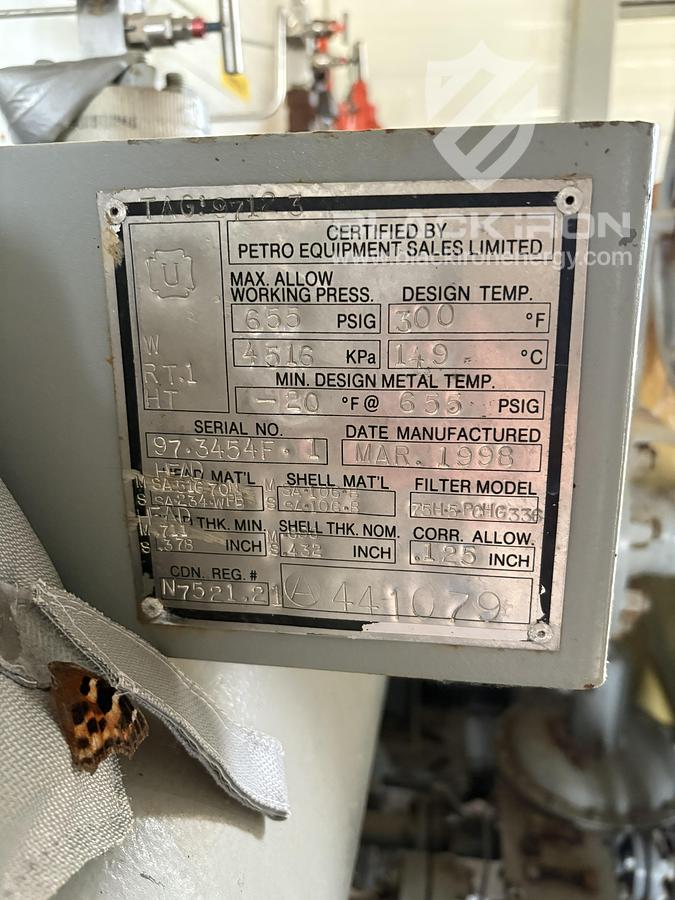 TAG: 9712.3
BLACK IRON
www.blackironenergy.com
U
W
RT.1
HT
CERTIFIED BY
PETRO EQUIPMENT SALES LIMITED
MAX. ALLOW
WORKING PRESS. DESIGN TEMP.
655 PSIG 300 °F
4516 KPa 149. °C
MIN. DESIGN METAL TEMP.
-20 °F @ 655 PSIG
SERIAL NO. DATE MANUFACTURED
97.3454F.1 MAR. 1998
HEAD MAT'L SHELL MAT'L FILTER MODEL
M SA-516-70N M SA-106-B
S SA-234-WPB S SA-106-B 75H-5-PCHG336
HEAD THK. MIN. SHELL THK. NOM. CORR. ALLOW.
M .711 M
S .378 INCH S .432 INCH .125 INCH
CDN. REG. #
N7521.21 A 441079